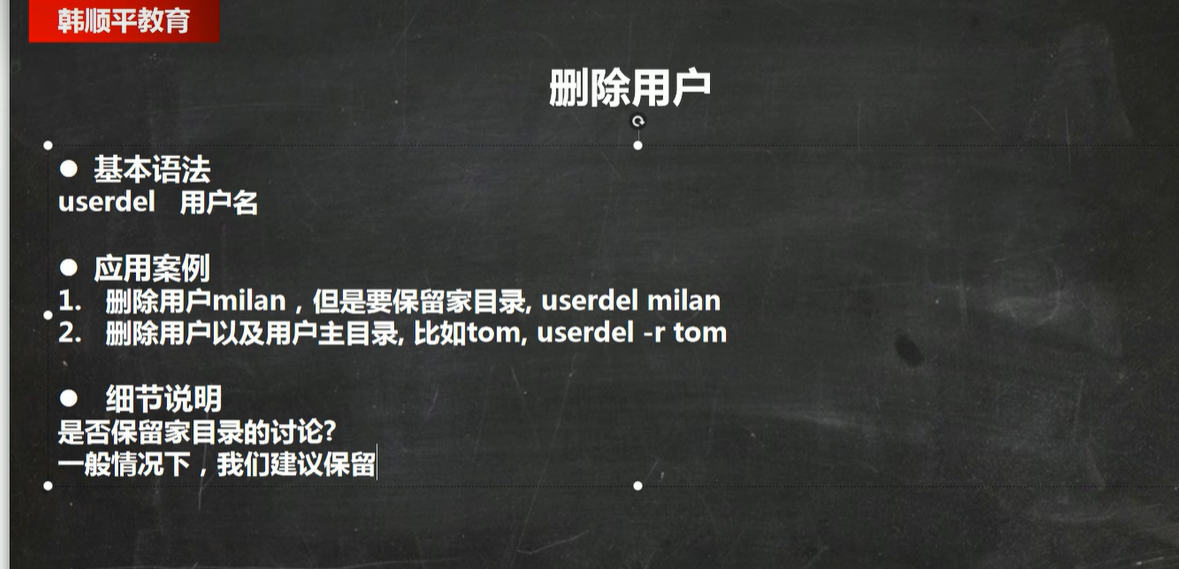 韩顺平教育
删除用户
● 基本语法
userdel 用户名
● 应用案例
1. 删除用户milan，但是要保留家目录, userdel milan
2. 删除用户以及用户主目录, 比如tom, userdel -r tom
● 细节说明
是否保留家目录的讨论?
一般情况下，我们建议保留